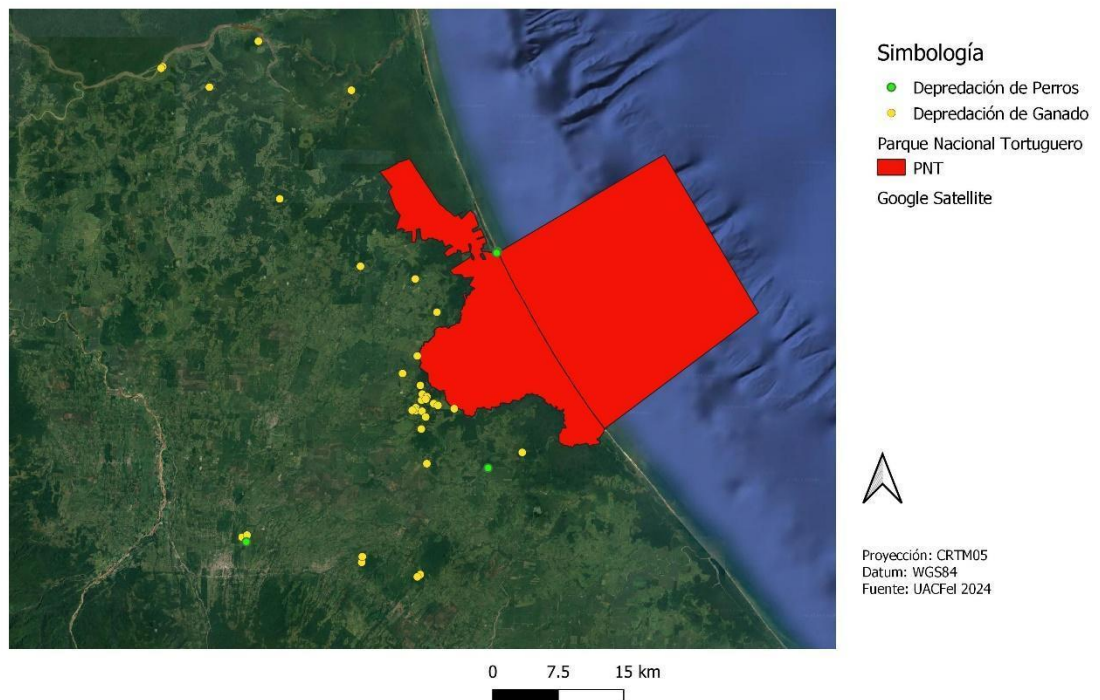 Simbología
Depredación de Perros
Depredación de Ganado
Parque Nacional Tortuguero
PNT
Google Satellite
Proyección: CRTM05
Datum: WGS84
Fuente: UACFel 2024
0 7.5 15 km